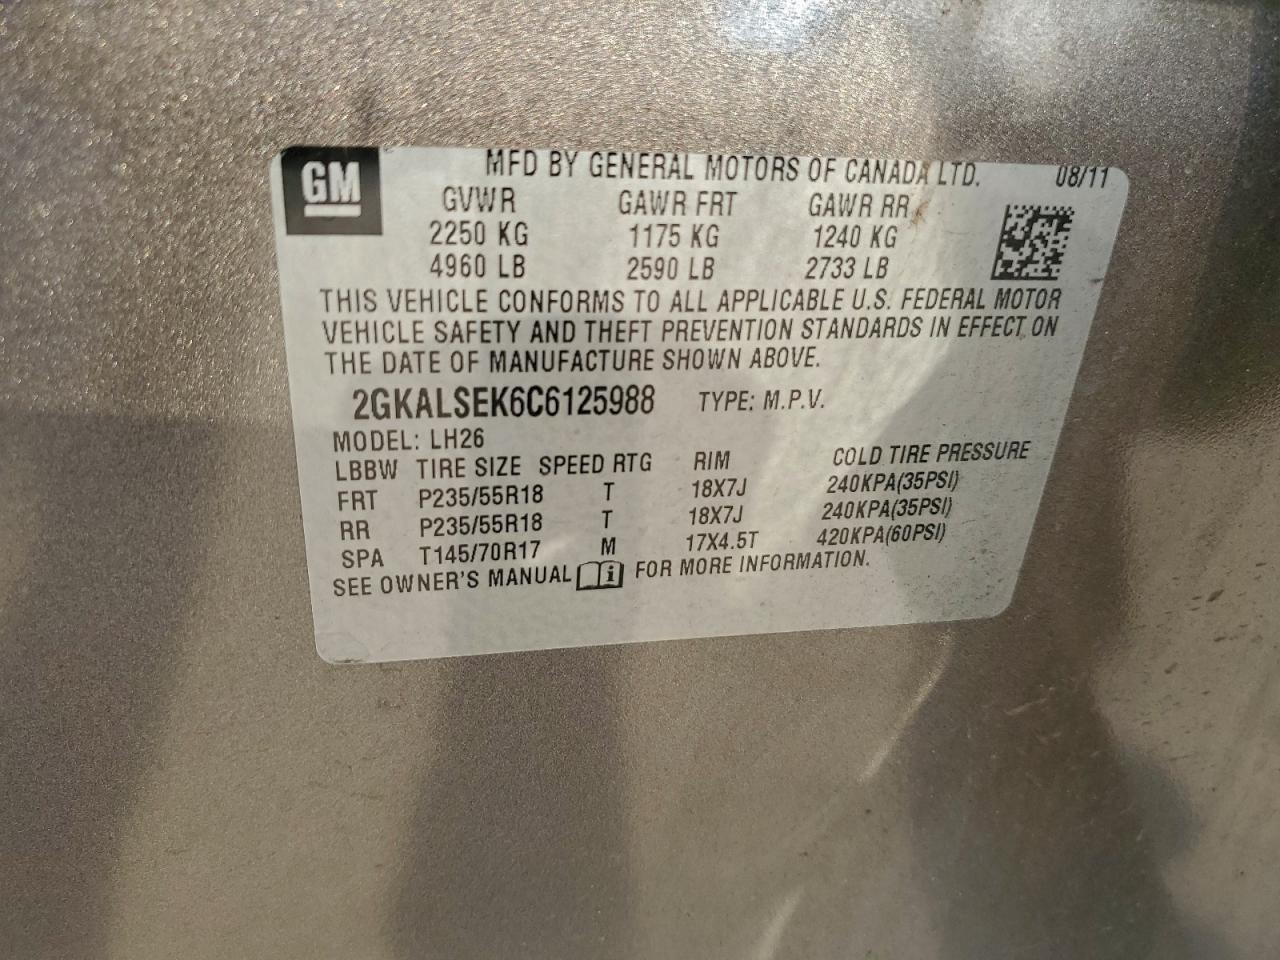 GM
MFD BY GENERAL MOTORS OF CANADA LTD. 08/11
GVWR GAWR FRT GAWR RR
2250 KG 1175 KG 1240 KG
4960 LB 2590 LB 2733 LB
THIS VEHICLE CONFORMS TO ALL APPLICABLE U.S. FEDERAL MOTOR
VEHICLE SAFETY AND THEFT PREVENTION STANDARDS IN EFFECT ON
THE DATE OF MANUFACTURE SHOWN ABOVE.
2GKALSEK6C6125988 TYPE: M.P.V.
MODEL: LH26
LBBW TIRE SIZE SPEED RTG RIM COLD TIRE PRESSURE
FRT P235/55R18 T 18X7J 240KPA(35PSI)
RR P235/55R18 T 18X7J 240KPA(35PSI)
SPA T145/70R17 M 17X4.5T 420KPA(60PSI)
SEE OWNER'S MANUAL i FOR MORE INFORMATION.